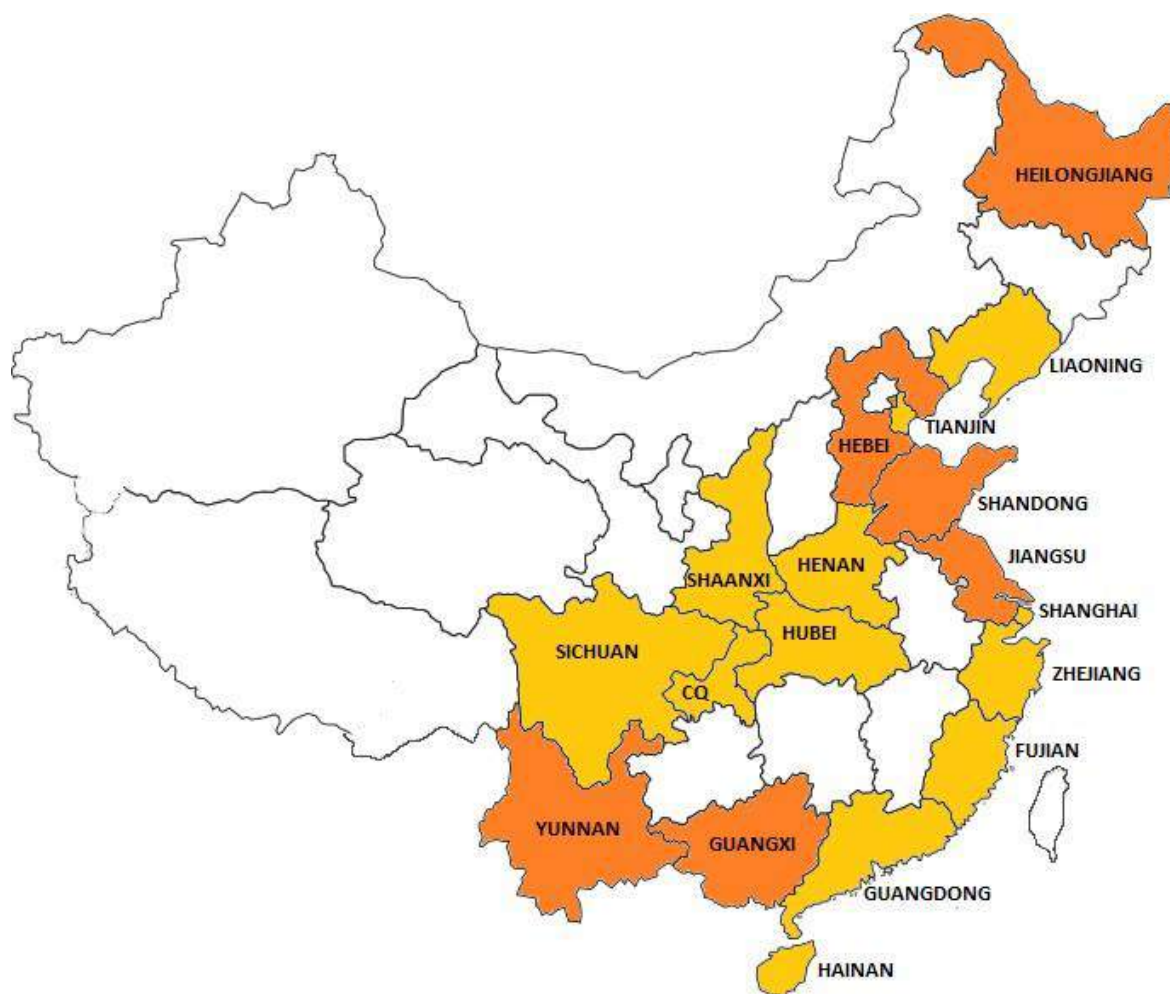 HEILONGJIANG
LIAONING
TIANJIN
HEBEI
SHANDONG
JIANGSU
HENAN
SHAANXI
SHANGHAI
HUBEI
SICHUAN
ZHEJIANG
CQ
FUJIAN
YUNNAN
GUANGXI
GUANGDONG
HAINAN